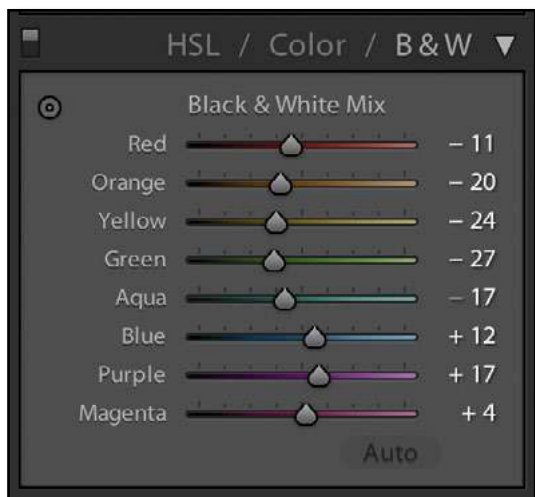 HSL / Color / B & W
Black & White Mix
Red – 11
Orange – 20
Yellow – 24
Green – 27
Aqua – 17
Blue + 12
Purple + 17
Magenta + 4
Auto